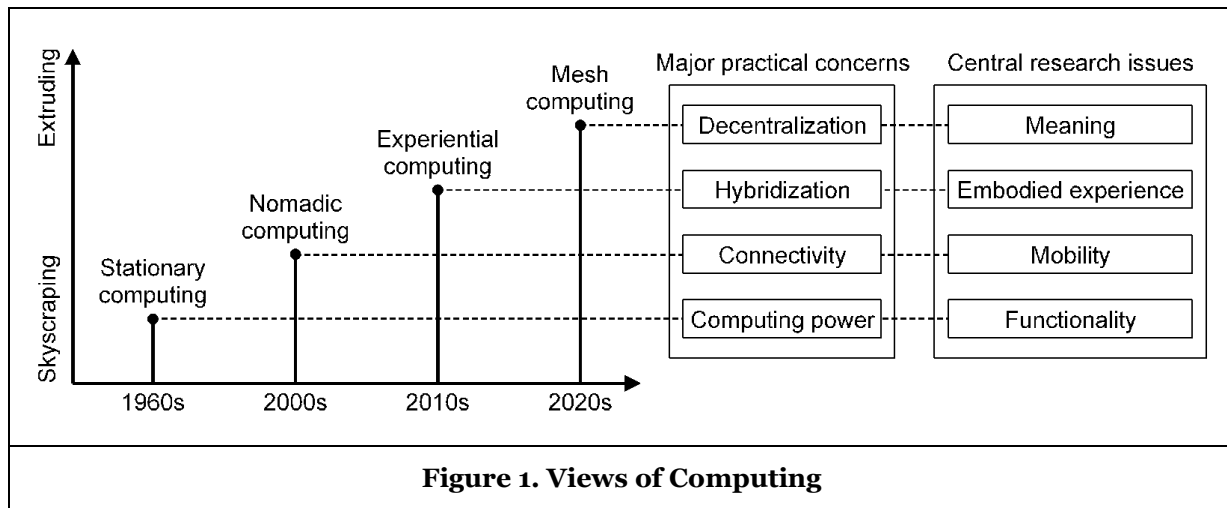 Extruding
Skyscraping
Stationary
computing
Nomadic
computing
Experiential
computing
Mesh
computing
1960s
2000s
2010s
2020s
Major practical concerns
Decentralization
Hybridization
Connectivity
Computing power
Central research issues
Meaning
Embodied experience
Mobility
Functionality
Figure 1. Views of Computing